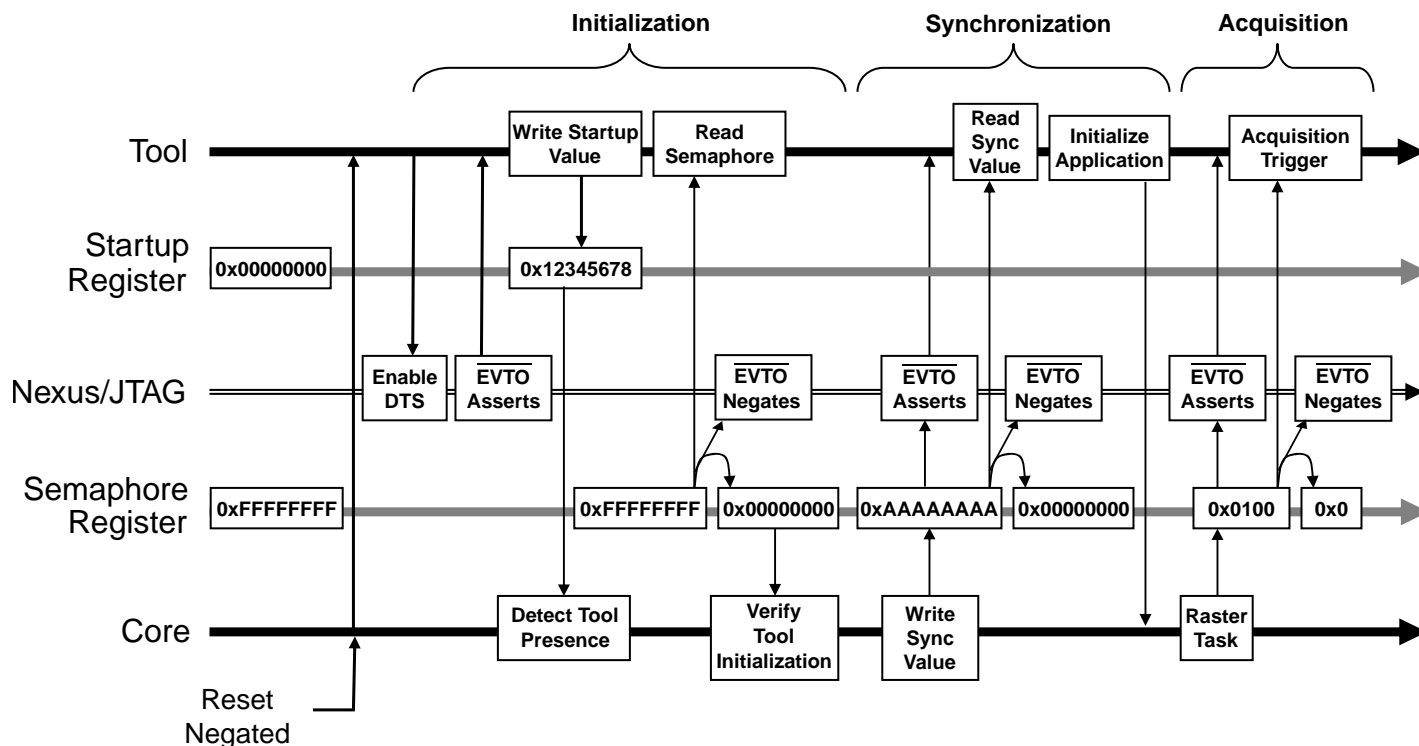 Initialization
Synchronization
Acquisition
Tool
Write Startup
Value
Read
Semaphore
Read
Sync
Value
Initialize
Application
Acquisition
Trigger
Startup
Register
0x00000000
0x12345678
Nexus/JTAG
Enable
DTS
EVTO
Asserts
EVTO
Negates
EVTO
Asserts
EVTO
Negates
EVTO
Asserts
EVTO
Negates
Semaphore
Register
0xFFFFFFFF
0xFFFFFFFF
0x00000000
0xAAAAAAAA
0x00000000
0x0100
0x0
Core
Detect Tool
Presence
Verify
Tool
Initialization
Write
Sync
Value
Raster
Task
Reset
Negated